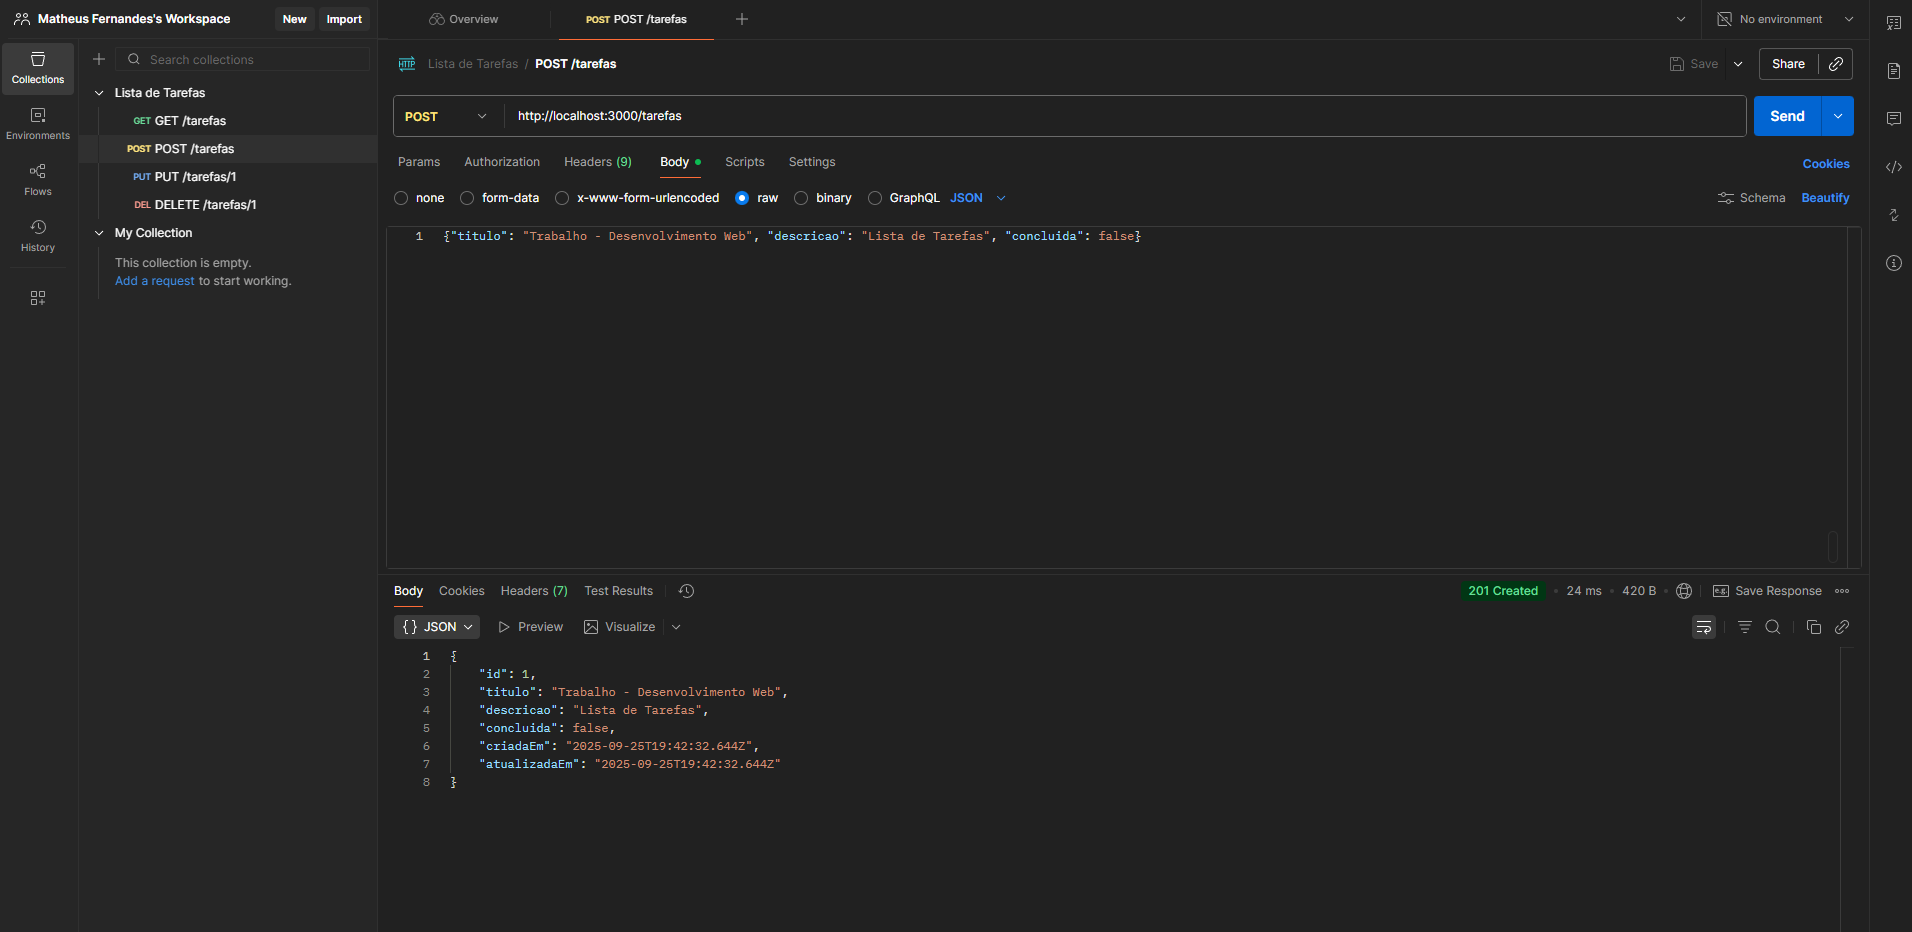 Matheus Fernandes's Workspace New Import
Overview
POST POST /tarefas
No environment
Collections
Environments
Flows
History
Search collections
Lista de Tarefas
GET GET /tarefas
POST POST /tarefas
PUT PUT /tarefas/1
DEL DELETE /tarefas/1
My Collection
This collection is empty.
Add a request to start working.
HTTP Lista de Tarefas / POST /tarefas
Save Share
POST http://localhost:3000/tarefas Send
Params Authorization Headers (9) Body Scripts Settings Cookies
none form-data x-www-form-urlencoded raw binary GraphQL JSON Schema Beautify
1 {"titulo": "Trabalho - Desenvolvimento Web", "descricao": "Lista de Tarefas", "concluida": false}
Body Cookies Headers (7) Test Results 201 Created • 24 ms • 420 B e.g. Save Response
{} JSON Preview Visualize
1 {
2 "id": 1,
3 "titulo": "Trabalho - Desenvolvimento Web",
4 "descricao": "Lista de Tarefas",
5 "concluida": false,
6 "criadaEm": "2025-09-25T19:42:32.644Z",
7 "atualizadaEm": "2025-09-25T19:42:32.644Z"
8 }